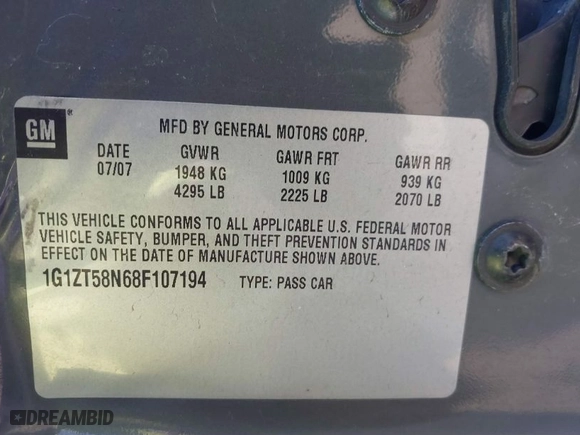 GM
MFD BY GENERAL MOTORS CORP.
DATE GVWR GAWR FRT GAWR RR
07/07 1948 KG 1009 KG 939 KG
4295 LB 2225 LB 2070 LB
THIS VEHICLE CONFORMS TO ALL APPLICABLE U.S. FEDERAL MOTOR
VEHICLE SAFETY, BUMPER, AND THEFT PREVENTION STANDARDS IN
EFFECT ON THE DATE OF MANUFACTURE SHOWN ABOVE.
1G1ZT58N68F107194 TYPE: PASS CAR
DREAMBID